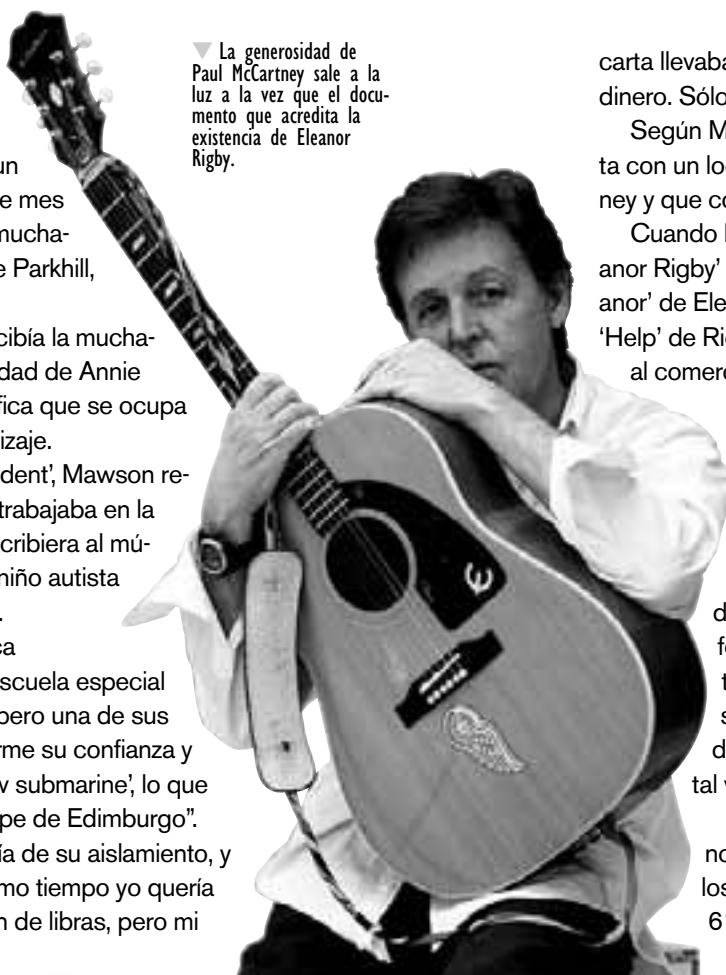 La generosidad de
Paul McCartney sale a la
luz a la vez que el docu-
mento que acredita la
existencia de Eleanor
Rigby.
un
e mes
mucha-
e Parkhill,
cibía la mucha-
dad de Annie
fica que se ocupa
izaje.
dent’, Mawson re-
trabajaba en la
cribiera al mú-
niño autista
.
ca
scuela especial
pero una de sus
rme su confianza y
w submarine’, lo que
pe de Edimburgo”.
ía de su aislamiento, y
mo tiempo yo quería
n de libras, pero mi
carta llevaba
dinero. Sólo
Según M
ta con un lo
ney y que co
Cuando
anor Rigby’
anor’ de Ele
‘Help’ de Ri
al comer
d
f
t
s
d
tal v
no
los
6